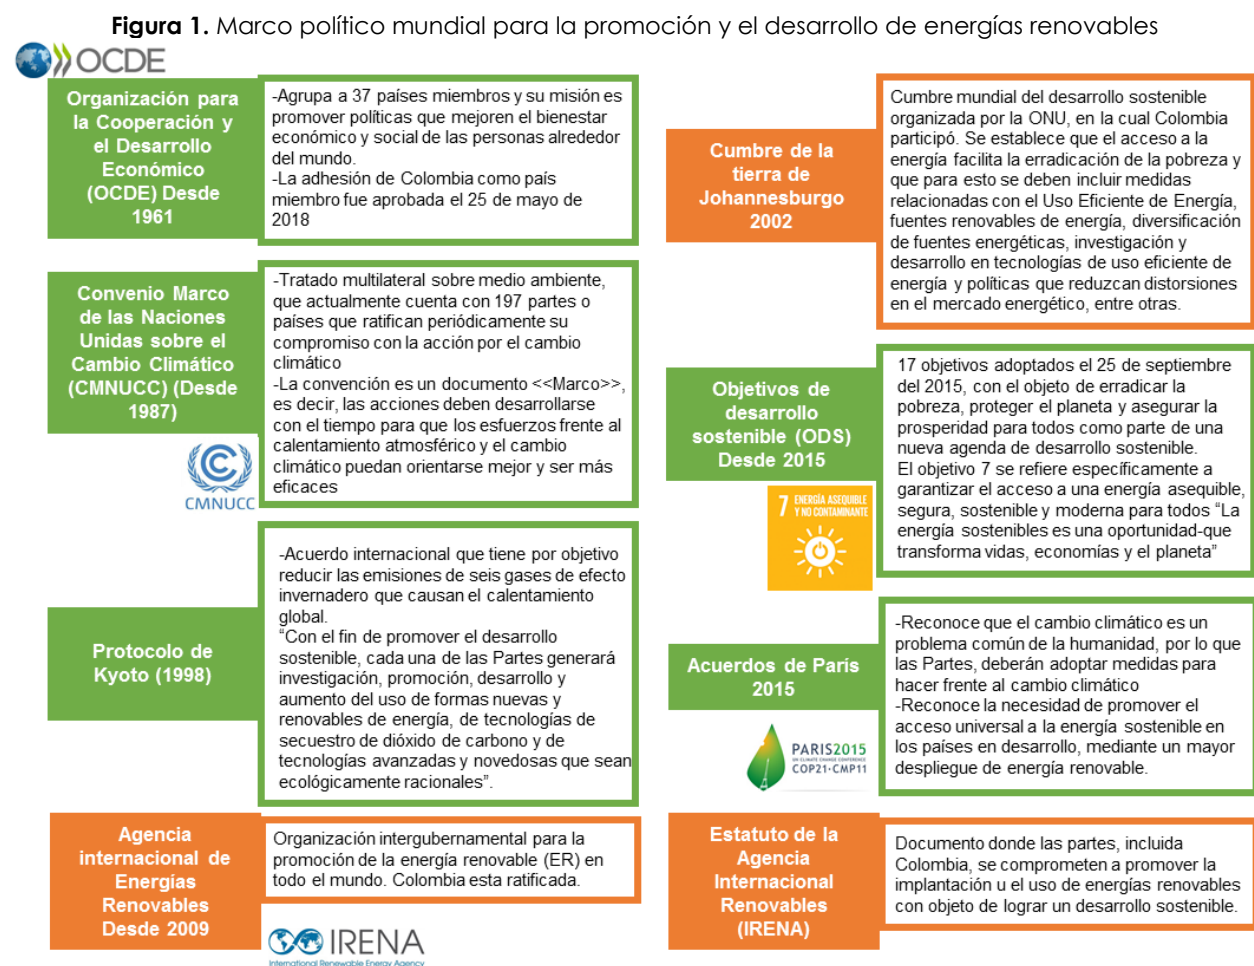 Figura 1. Marco político mundial para la promoción y el desarrollo de energías renovables
OCDE
Organización para
la Cooperación y
el Desarrollo
Económico
(OCDE) Desde
1961
-Agrupa a 37 países miembros y su misión es
promover políticas que mejoren el bienestar
económico y social de las personas alrededor
del mundo.
-La adhesión de Colombia como país
miembro fue aprobada el 25 de mayo de
2018
Convenio Marco
de las Naciones
Unidas sobre el
Cambio Climático
(CMNUCC) (Desde
1987)
CMNUCC
-Tratado multilateral sobre medio ambiente,
que actualmente cuenta con 197 partes o
países que ratifican periódicamente su
compromiso con la acción por el cambio
climático
-La convención es un documento <<Marco>>,
es decir, las acciones deben desarrollarse
con el tiempo para que los esfuerzos frente al
calentamiento atmosférico y el cambio
climático puedan orientarse mejor y ser más
eficaces
Protocolo de
Kyoto (1998)
-Acuerdo internacional que tiene por objetivo
reducir las emisiones de seis gases de efecto
invernadero que causan el calentamiento
global.
“Con el fin de promover el desarrollo
sostenible, cada una de las Partes generará
investigación, promoción, desarrollo y
aumento del uso de formas nuevas y
renovables de energía, de tecnologías de
secuestro de dióxido de carbono y de
tecnologías avanzadas y novedosas que sean
ecológicamente racionales”.
Agencia
internacional de
Energías
Renovables
Desde 2009
Organización intergubernamental para la
promoción de la energía renovable (ER) en
todo el mundo. Colombia esta ratificada.
IRENA
International Renewable Energy Agency
Cumbre de la
tierra de
Johannesburgo
2002
Cumbre mundial del desarrollo sostenible
organizada por la ONU, en la cual Colombia
participó. Se establece que el acceso a la
energía facilita la erradicación de la pobreza y
que para esto se deben incluir medidas
relacionadas con el Uso Eficiente de Energía,
fuentes renovables de energía, diversificación
de fuentes energéticas, investigación y
desarrollo en tecnologías de uso eficiente de
energía y políticas que reduzcan distorsiones
en el mercado energético, entre otras.
Objetivos de
desarrollo
sostenible (ODS)
Desde 2015
7 ENERGÍA ASEQUIBLE
Y NO CONTAMINANTE
17 objetivos adoptados el 25 de septiembre
del 2015, con el objeto de erradicar la
pobreza, proteger el planeta y asegurar la
prosperidad para todos como parte de una
nueva agenda de desarrollo sostenible.
El objetivo 7 se refiere específicamente a
garantizar el acceso a una energía asequible,
segura, sostenible y moderna para todos “La
energía sostenibles es una oportunidad-que
transforma vidas, economías y el planeta”
Acuerdos de París
2015
PARIS2015
UN CLIMATE CHANGE CONFERENCE
COP21·CMP11
-Reconoce que el cambio climático es un
problema común de la humanidad, por lo que
las Partes, deberán adoptar medidas para
hacer frente al cambio climático
-Reconoce la necesidad de promover el
acceso universal a la energía sostenible en
los países en desarrollo, mediante un mayor
despliegue de energía renovable.
Estatuto de la
Agencia
Internacional
Renovables
(IRENA)
Documento donde las partes, incluida
Colombia, se comprometen a promover la
implantación u el uso de energías renovables
con objeto de lograr un desarrollo sostenible.